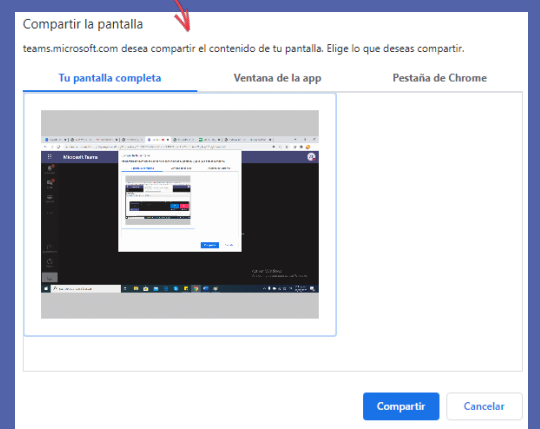 Compartir la pantalla
teams.microsoft.com desea compartir el contenido de tu pantalla. Elige lo que deseas compartir.
Tu pantalla completa Ventana de la app Pestaña de Chrome
Microsoft Teams
Compartir Cancelar